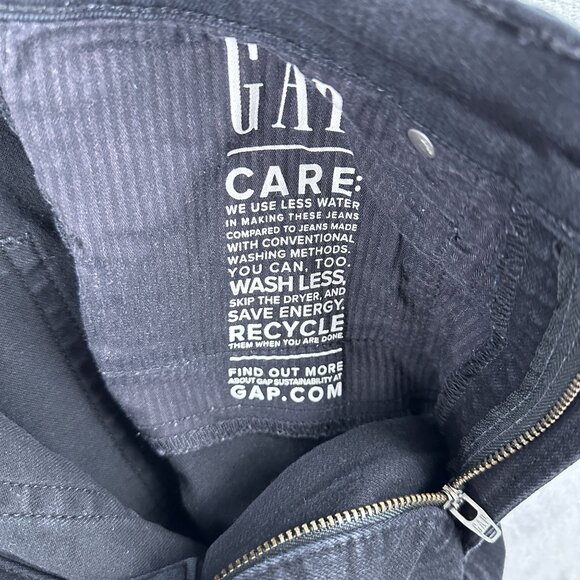 GAP
CARE:
WE USE LESS WATER
IN MAKING THESE JEANS
COMPARED TO JEANS MADE
WITH CONVENTIONAL
WASHING METHODS.
YOU CAN, TOO.
WASH LESS,
SKIP THE DRYER, AND
SAVE ENERGY,
RECYCLE
THEM WHEN YOU ARE DONE.
FIND OUT MORE
ABOUT GAP SUSTAINABILITY AT
GAP.COM